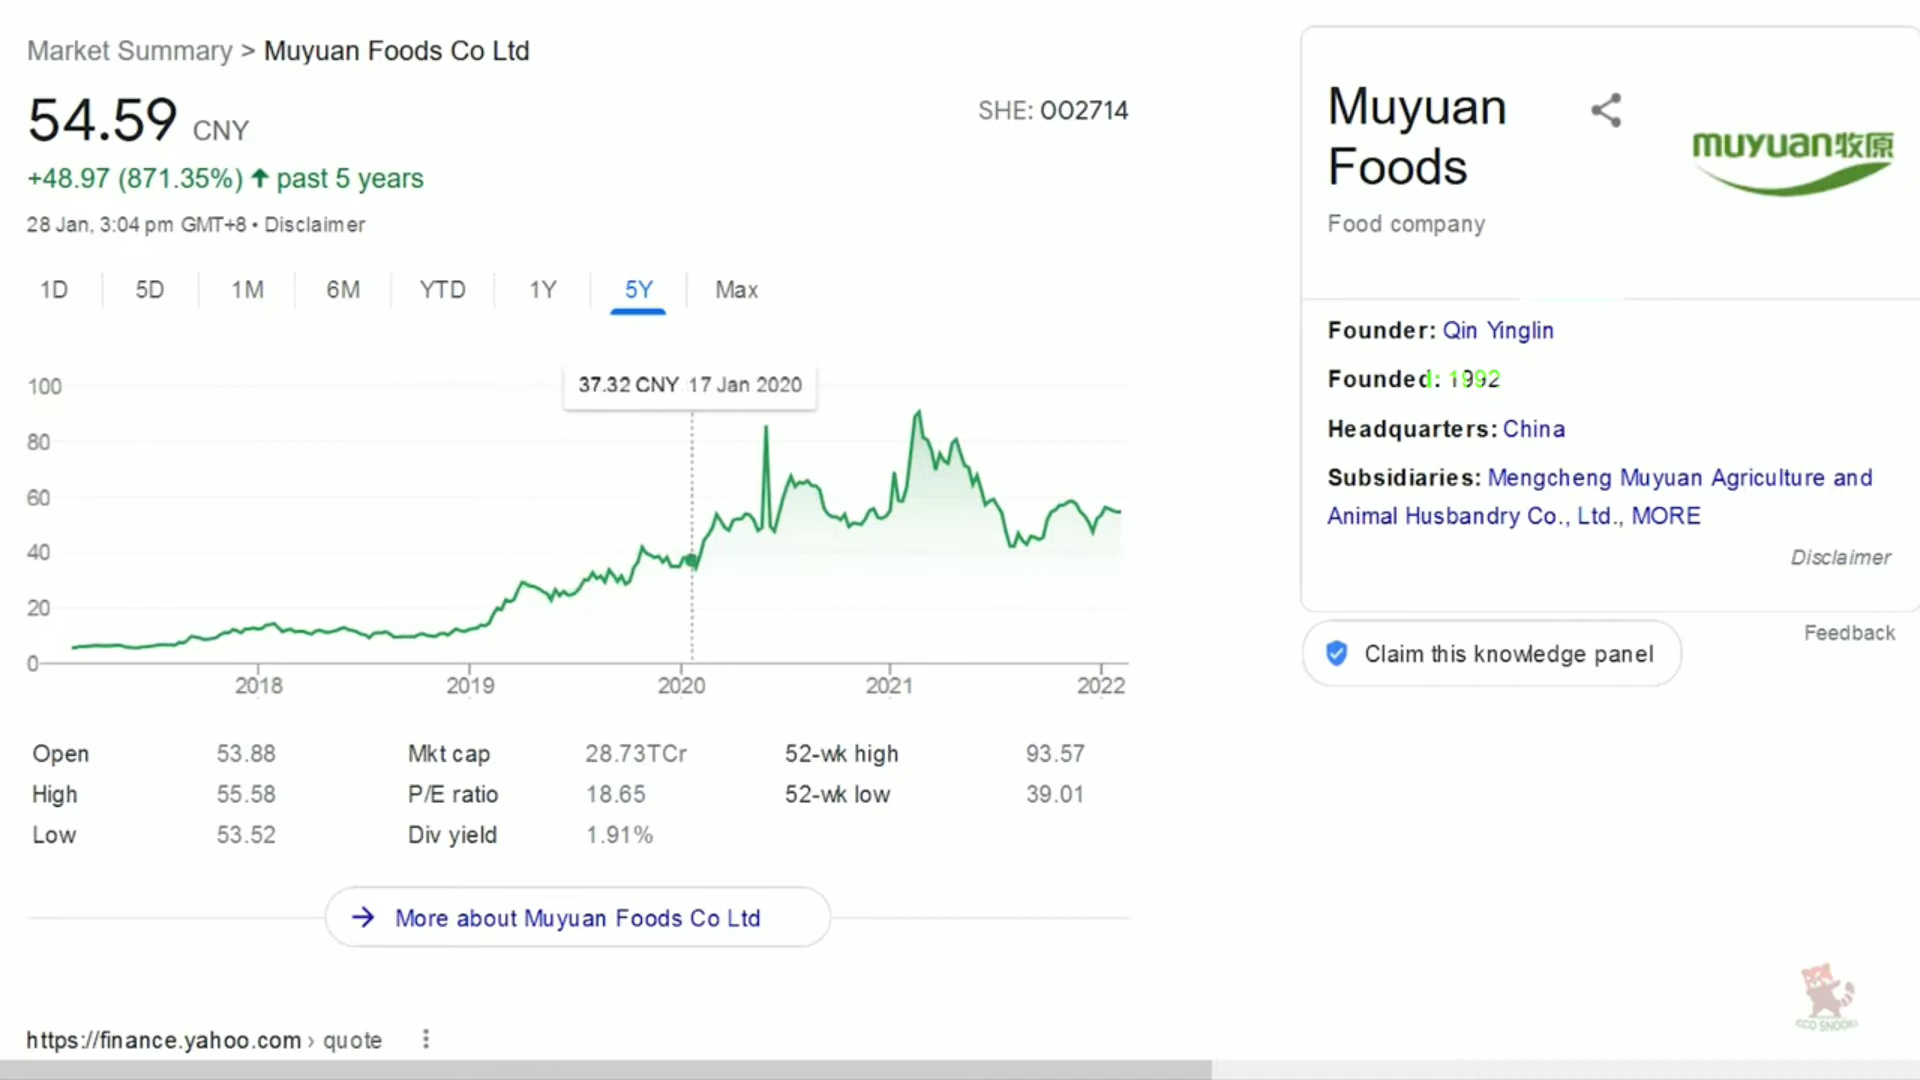 Market Summary > Muyuan Foods Co Ltd
54.59 CNY
SHE: 002714
+48.97 (871.35%) ↑ past 5 years
28 Jan, 3:04 pm GMT+8 • Disclaimer
1D 5D 1M 6M YTD 1Y 5Y Max
37.32 CNY 17 Jan 2020
100
80
60
40
20
0
2018 2019 2020 2021 2022
Open 53.88 Mkt cap 28.73TCr 52-wk high 93.57
High 55.58 P/E ratio 18.65 52-wk low 39.01
Low 53.52 Div yield 1.91%
→ More about Muyuan Foods Co Ltd
https://finance.yahoo.com › quote
Muyuan
Foods
muyuan牧原
Food company
Founder: Qin Yinglin
Founded: 1992
Headquarters: China
Subsidiaries: Mengcheng Muyuan Agriculture and
Animal Husbandry Co., Ltd., MORE
Disclaimer
Feedback
Claim this knowledge panel